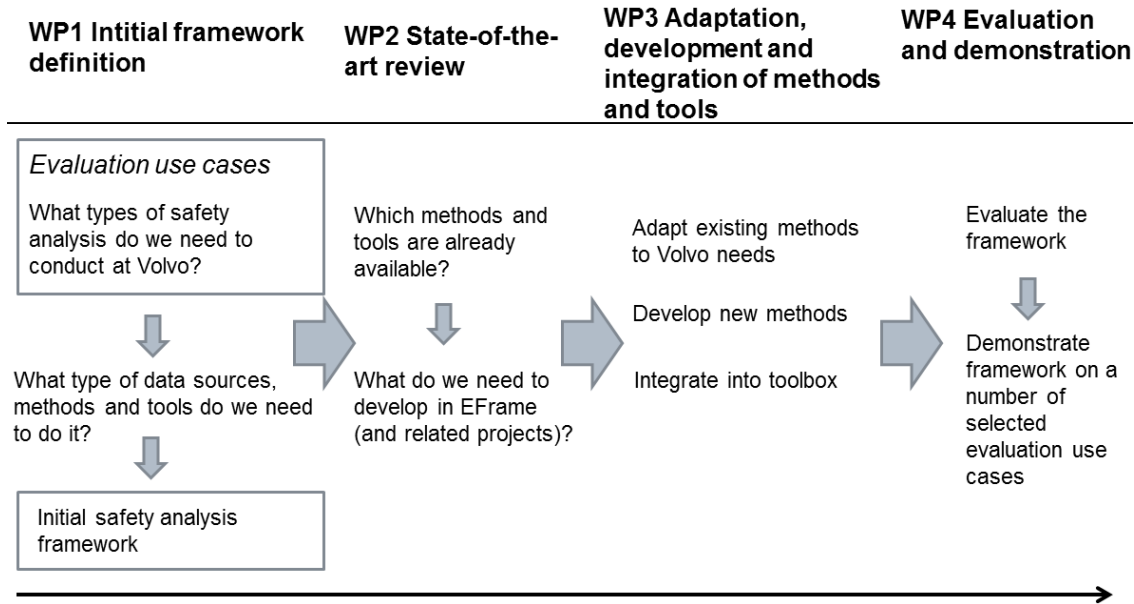 WP1 Intitial framework
definition
WP2 State-of-the-
art review
WP3 Adaptation,
development and
integration of methods
and tools
WP4 Evaluation
and demonstration
Evaluation use cases
What types of safety
analysis do we need to
conduct at Volvo?
What type of data sources,
methods and tools do we need
to do it?
Initial safety analysis
framework
Which methods and
tools are already
available?
What do we need to
develop in EFrame
(and related projects)?
Adapt existing methods
to Volvo needs
Develop new methods
Integrate into toolbox
Evaluate the
framework
Demonstrate
framework on a
number of
selected
evaluation use
cases